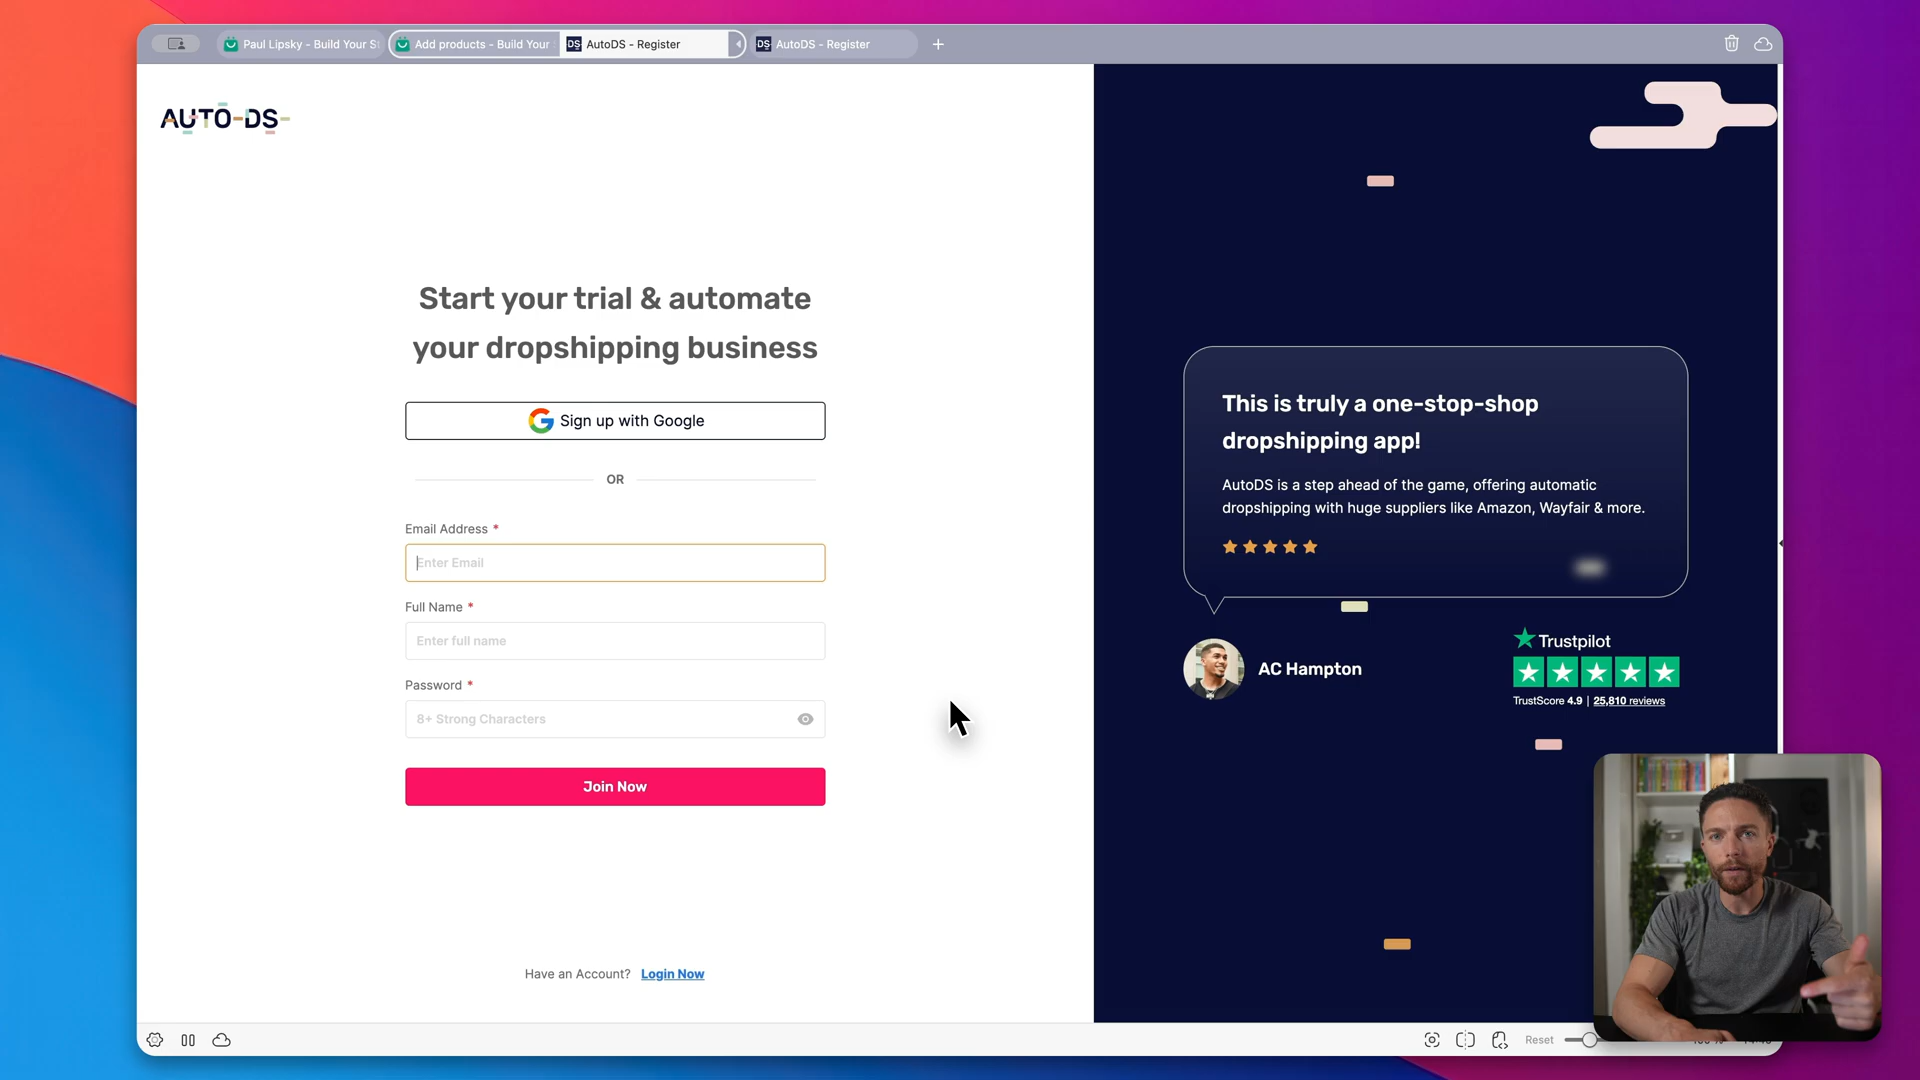 Paul Lipsky - Build Your S
Add products - Build Your
DS AutoDS - Register
DS AutoDS - Register
AUTO-DS-
Start your trial & automate
your dropshipping business
Sign up with Google
OR
Email Address *
Enter Email
Full Name *
Enter full name
Password *
8+ Strong Characters
Join Now
Have an Account? Login Now
This is truly a one-stop-shop
dropshipping app!
AutoDS is a step ahead of the game, offering automatic
dropshipping with huge suppliers like Amazon, Wayfair & more.
AC Hampton
Trustpilot
TrustScore 4.9 | 25,810 reviews
Reset